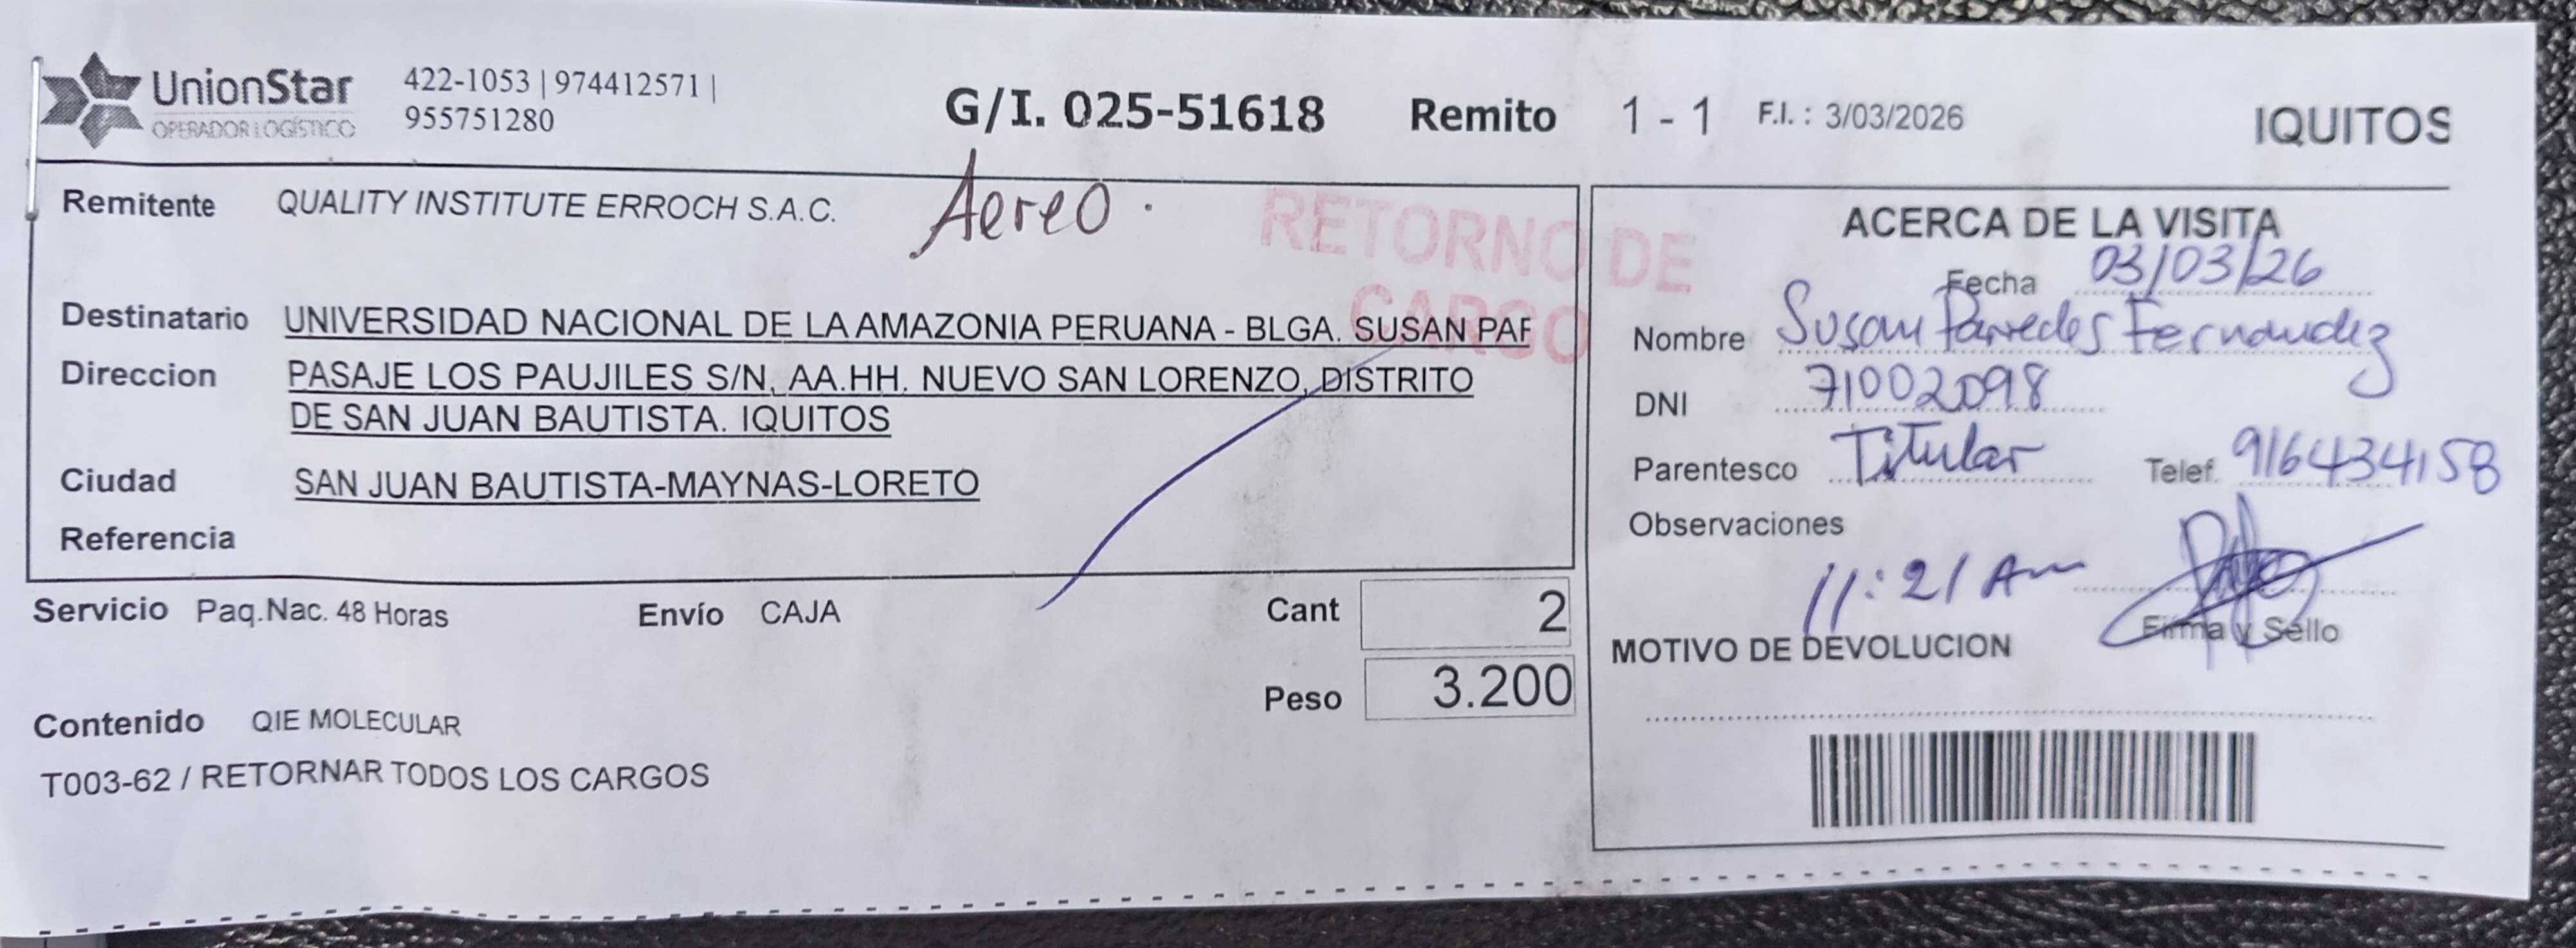 UnionStar
OPERADOR LOGÍSTICO
422-1053 | 974412571 |
955751280
G/I. 025-51618 Remito 1 - 1 F.I. : 3/03/2026 IQUITOS
Remitente QUALITY INSTITUTE ERROCH S.A.C.
Aereo.
RETORNO DE
CARGO
Destinatario UNIVERSIDAD NACIONAL DE LA AMAZONIA PERUANA - BLGA. SUSAN PAR
Direccion PASAJE LOS PAUJILES S/N, AA.HH. NUEVO SAN LORENZO, DISTRITO
DE SAN JUAN BAUTISTA. IQUITOS
Ciudad SAN JUAN BAUTISTA-MAYNAS-LORETO
Referencia
Servicio Paq.Nac. 48 Horas Envío CAJA Cant 2
Peso 3.200
Contenido QIE MOLECULAR
T003-62 / RETORNAR TODOS LOS CARGOS
ACERCA DE LA VISITA
Fecha 03/03/26
Nombre Susan Paredes Fernandez
DNI 71002098
Parentesco Titular Telef. 916434158
Observaciones
11:21 Am
Firma y Sello
MOTIVO DE DEVOLUCION